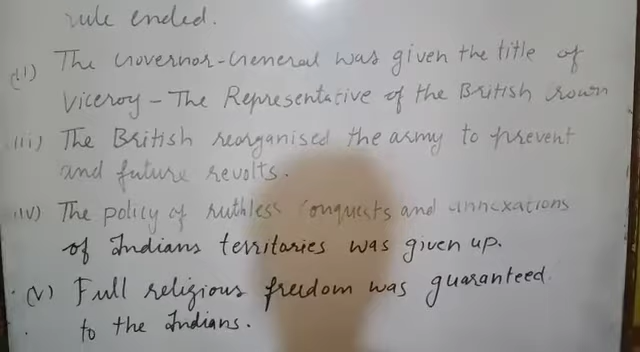 rule ended.
(ii) The Governor-General was given the title of
Viceroy - The Representative of the British crown
(iii) The British reorganised the army to prevent
and future revolts.
(iv) The policy of ruthless conquests and annexations
of Indians territories was given up.
(v) Full religious freedom was guaranteed
to the Indians.